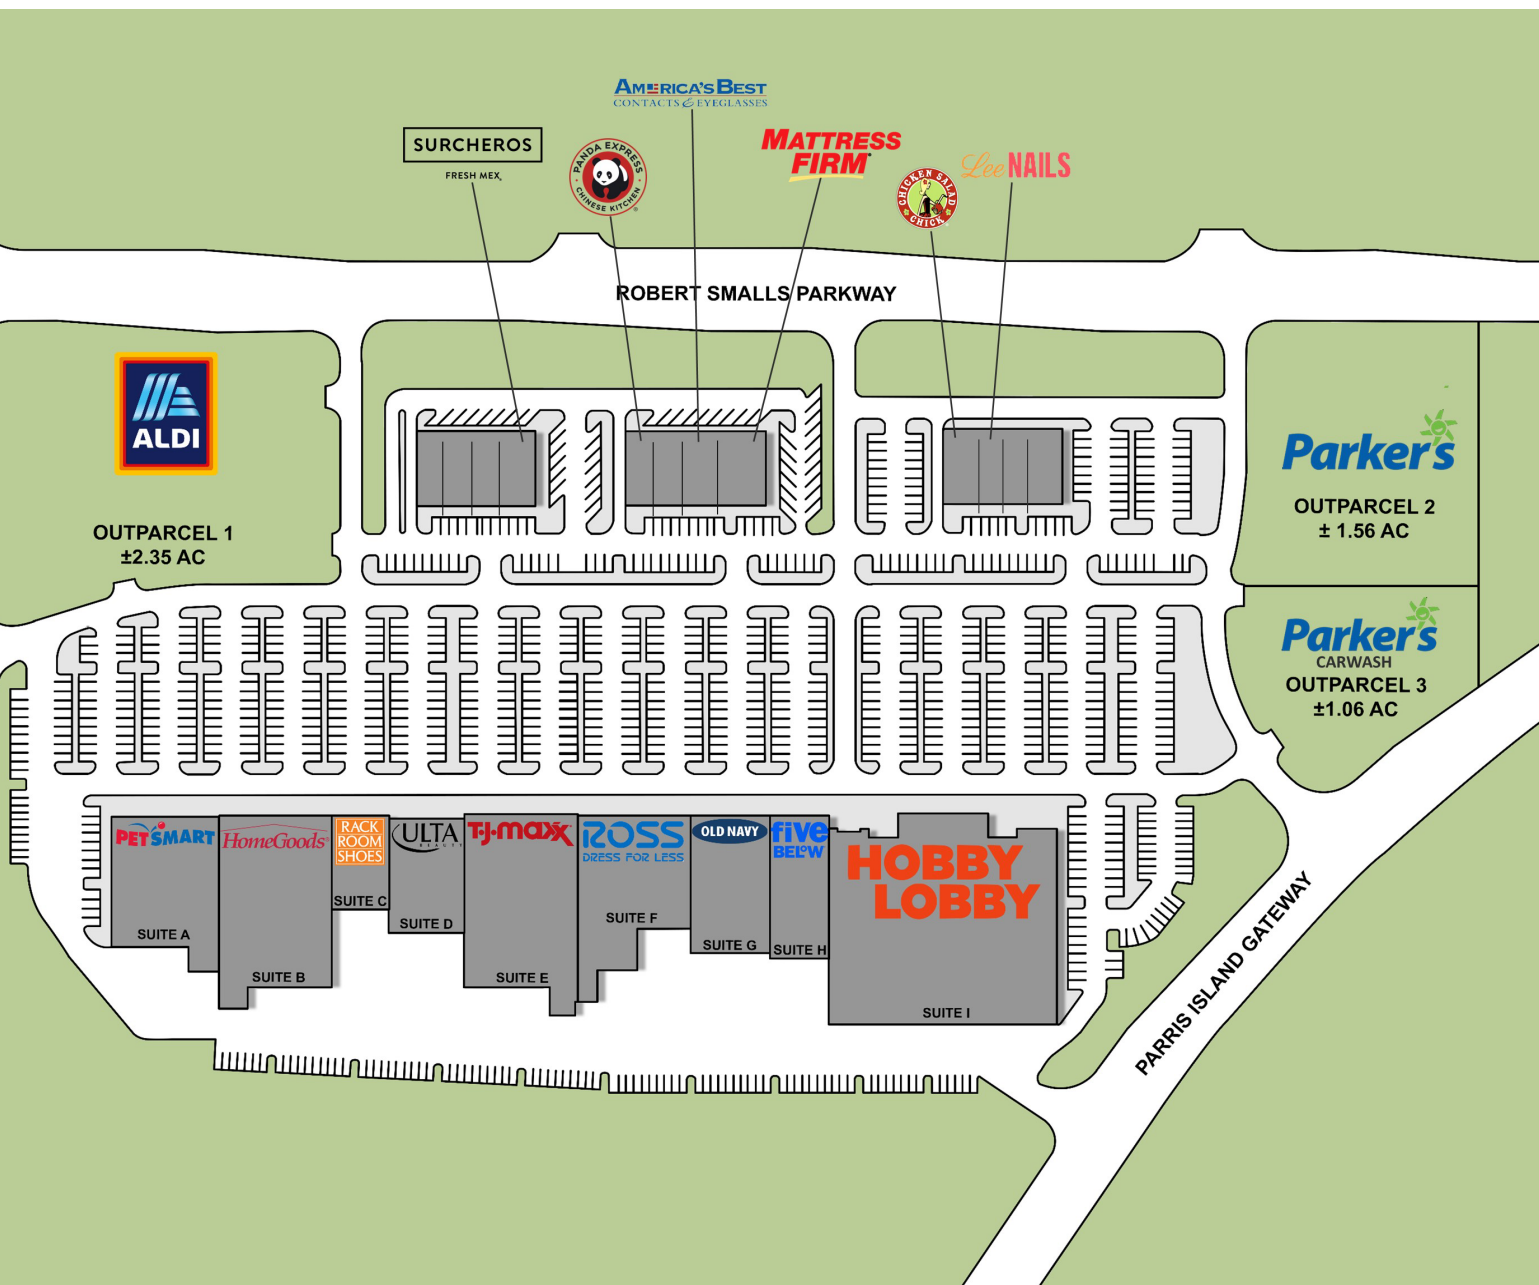 AMERICA'S BEST
CONTACTS & EYEGLASSES
SURCHEROS
FRESH MEX.
PANDA EXPRESS
CHINESE KITCHEN
MATTRESS
FIRM
CHICKEN SALAD
CHICK
Lee NAILS
ROBERT SMALLS PARKWAY
ALDI
OUTPARCEL 1
±2.35 AC
Parker's
OUTPARCEL 2
± 1.56 AC
Parker's
CARWASH
OUTPARCEL 3
±1.06 AC
PETSMART
SUITE A
HomeGoods
SUITE B
RACK
ROOM
SHOES
SUITE C
ULTA
BEAUTY
SUITE D
T·J·maxx
SUITE E
ROSS
DRESS FOR LESS
SUITE F
OLD NAVY
SUITE G
five
BELOW
SUITE H
HOBBY
LOBBY
SUITE I
PARRIS ISLAND GATEWAY